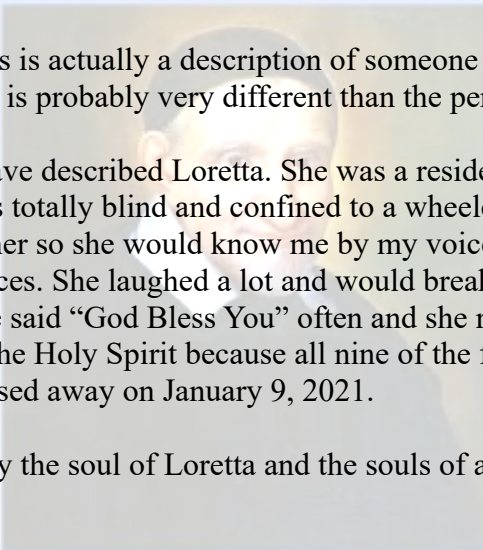 s is actually a description of someone
is probably very different than the per
ve described Loretta. She was a reside
s totally blind and confined to a wheelc
her so she would know me by my voice
ces. She laughed a lot and would break
e said “God Bless You” often and she r
he Holy Spirit because all nine of the f
sed away on January 9, 2021.
y the soul of Loretta and the souls of a